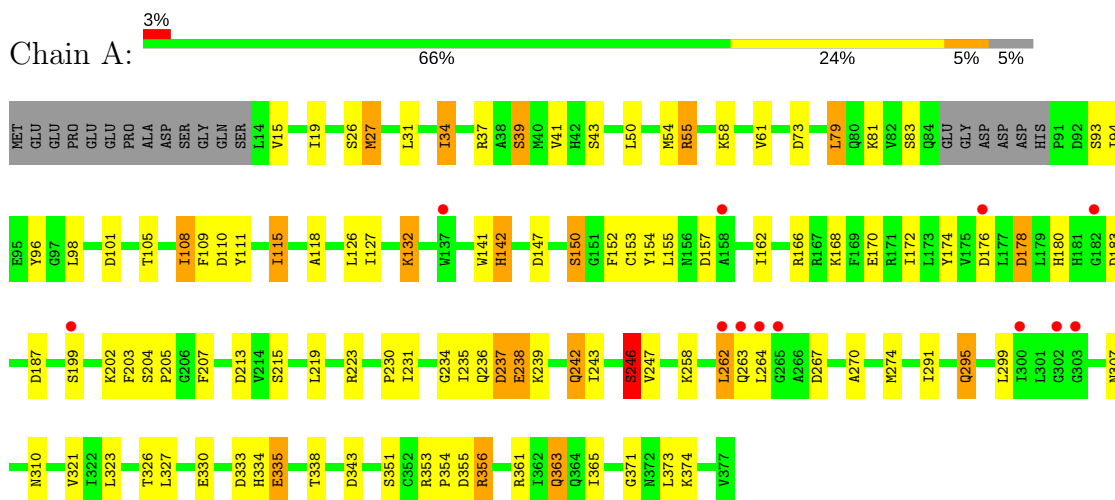 3%
Chain A:
66% 24% 5% 5%
MET GLU GLU PRO GLU GLU PRO ALA ASP SER GLY GLN SER L14 V15 I19 S26 M27 L31 I34 R37 A38 S39 M40 V41 H42 S43 L50 M54 R55 K58 V61 D73 L79 Q80 K81 V82 S83 Q84 GLU GLY ASP ASP ASP HIS P91 D92 S93
E95 Y96 G97 L98 D101 T105 I108 F109 D110 Y111 I115 A118 L126 I127 K132 W137 W141 H142 D147 S150 G151 F152 C153 Y154 L155 N156 D157 A158 I162 R166 R167 K168 F169 E170 R171 I172 L173 Y174 V175 D176 L177 D178 L179 H180 H181 G182
D187 S199 K202 F203 S204 P205 G206 F207 D213 V214 S215 L219 R223 P230 I231 G234 I235 Q236 D237 E238 K239 Q242 I243 S246 V247 K258 L262 Q263 L264 G265 A266 D267 A270 M274 I291 Q295 L299 I300 L301 G302 G303
N310 V321 I322 L323 T326 L327 E330 D333 H334 E335 T338 D343 S351 C352 R353 P354 D355 R356 R361 I362 Q363 Q364 I365 G371 N372 L373 K374 V377